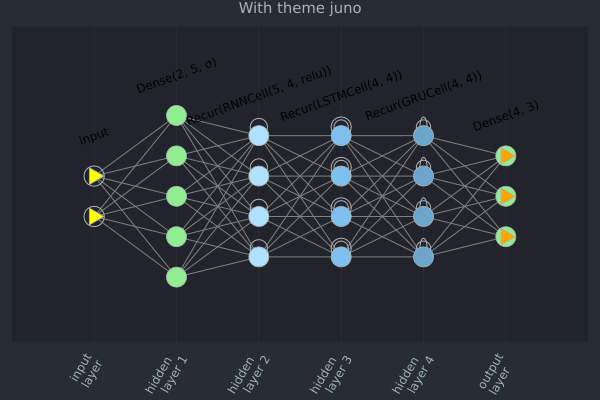 With theme juno
input
Dense(2, 5, σ)
Recur(RNNCell(5, 4, relu))
Recur(LSTMCell(4, 4))
Recur(GRUCell(4, 4))
Dense(4, 3)
input
layer
hidden
layer 1
hidden
layer 2
hidden
layer 3
hidden
layer 4
output
layer